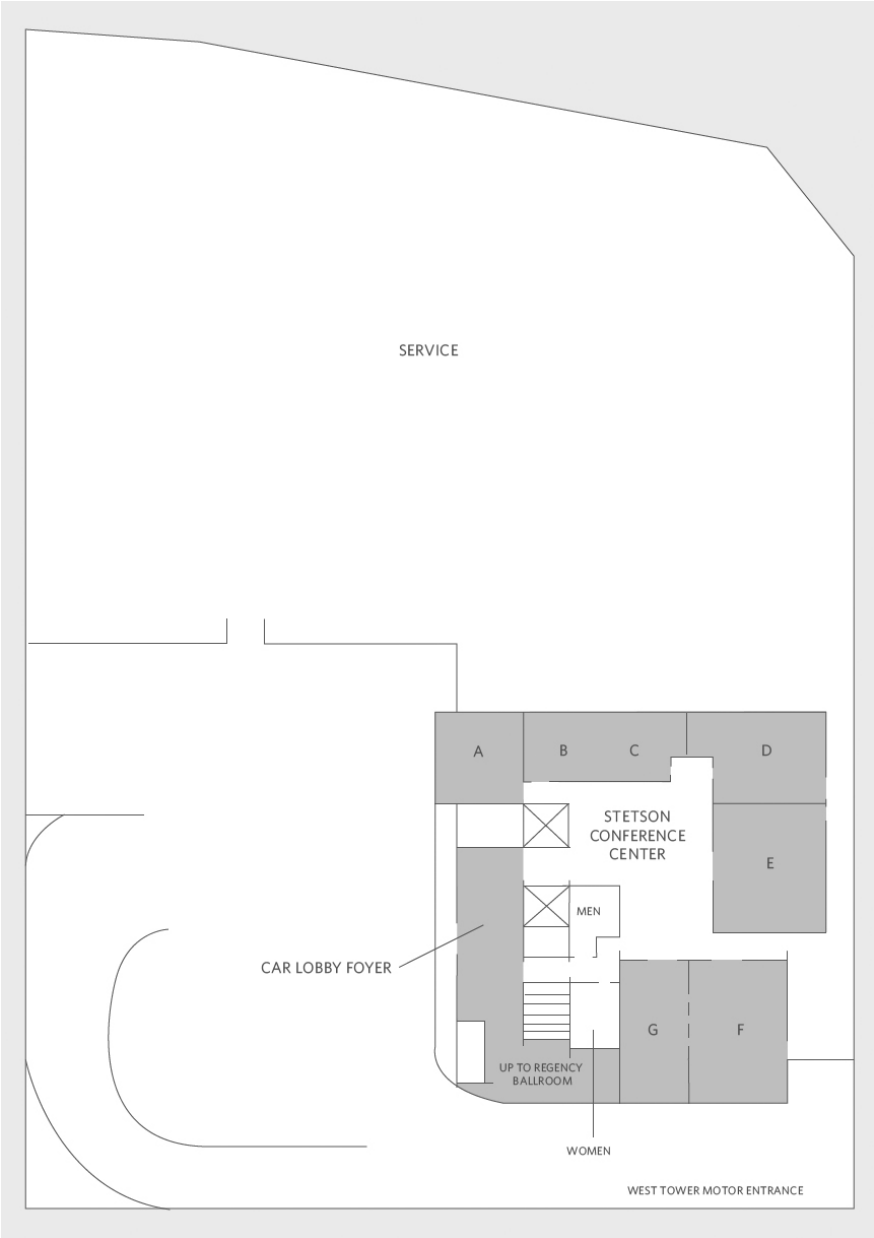 SERVICE
A
B
C
D
STETSON
CONFERENCE
CENTER
E
MEN
CAR LOBBY FOYER
G
F
UP TO REGENCY
BALLROOM
WOMEN
WEST TOWER MOTOR ENTRANCE